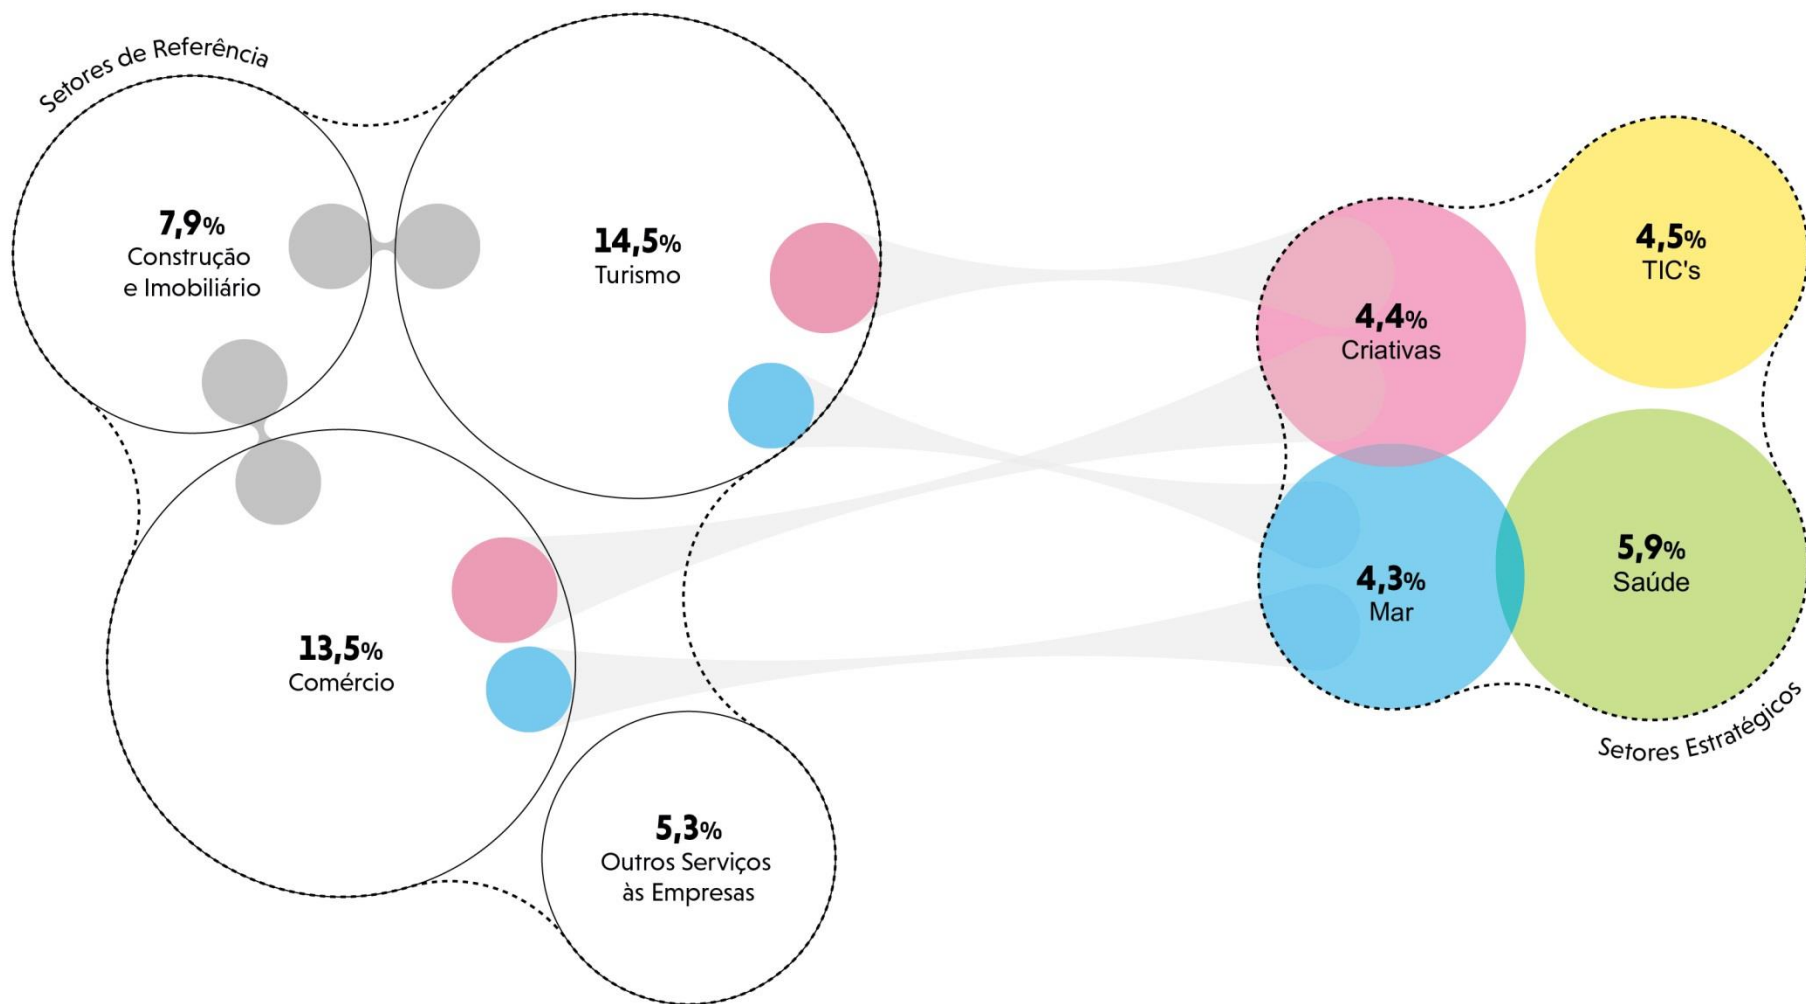 Setores de Referência
7,9%
Construção
e Imobiliário
14,5%
Turismo
13,5%
Comércio
5,3%
Outros Serviços
às Empresas
4,5%
TIC's
4,4%
Criativas
4,3%
Mar
5,9%
Saúde
Setores Estratégicos